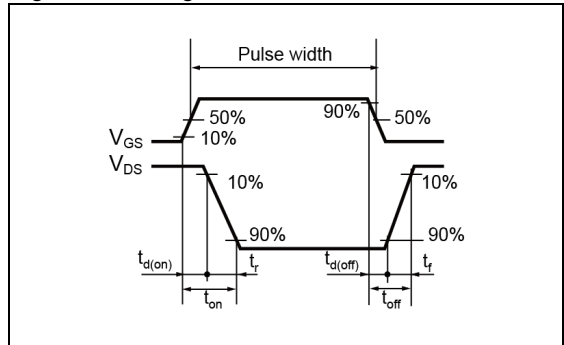 Pulse width
90%
50%
50%
V_GS
10%
V_DS
10%
10%
90%
90%
t_d(on)
t_r
t_d(off)
t_f
t_on
t_off